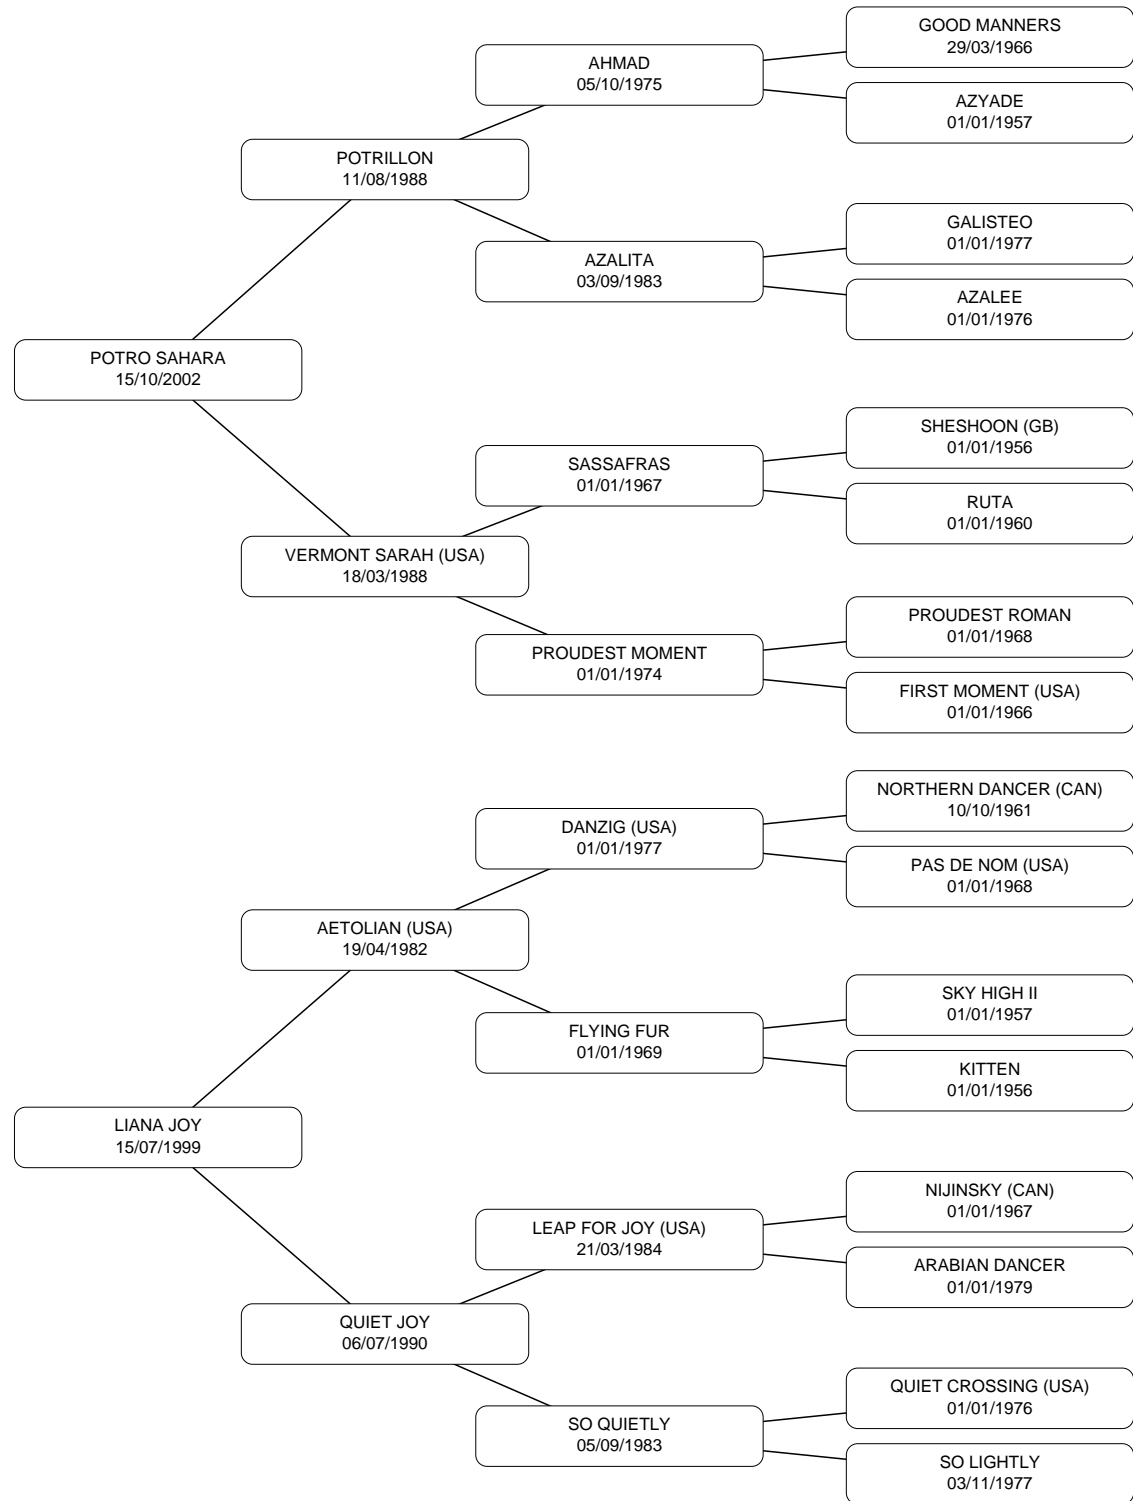 GOOD MANNERS
29/03/1966
AHMAD
05/10/1975
AZYADE
01/01/1957
POTRILLON
11/08/1988
GALISTEO
01/01/1977
AZALITA
03/09/1983
AZALEE
01/01/1976
POTRO SAHARA
15/10/2002
SHESHOON (GB)
01/01/1956
SASSAFRAS
01/01/1967
RUTA
01/01/1960
VERMONT SARAH (USA)
18/03/1988
PROUDEST ROMAN
01/01/1968
PROUDEST MOMENT
01/01/1974
FIRST MOMENT (USA)
01/01/1966
NORTHERN DANCER (CAN)
10/10/1961
DANZIG (USA)
01/01/1977
PAS DE NOM (USA)
01/01/1968
AETOLIAN (USA)
19/04/1982
SKY HIGH II
01/01/1957
FLYING FUR
01/01/1969
KITTEN
01/01/1956
LIANA JOY
15/07/1999
NIJINSKY (CAN)
01/01/1967
LEAP FOR JOY (USA)
21/03/1984
ARABIAN DANCER
01/01/1979
QUIET JOY
06/07/1990
QUIET CROSSING (USA)
01/01/1976
SO QUIETLY
05/09/1983
SO LIGHTLY
03/11/1977